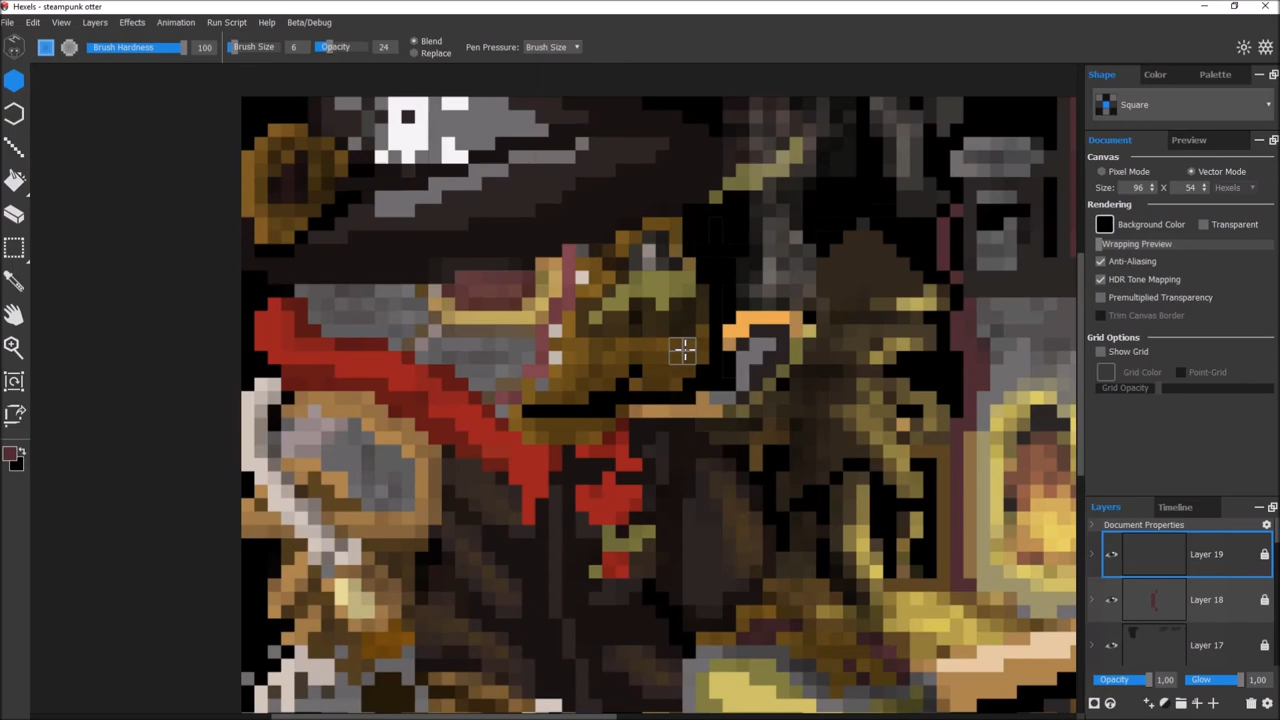 Hexels - steampunk otter
File Edit View Layers Effects Animation Run Script Help Beta/Debug
Brush Hardness 100 Brush Size 6 Opacity 24 Blend Replace Pen Pressure: Brush Size
Shape Color Palette
Square
Document Preview
Canvas
Pixel Mode Vector Mode
Size: 96 X 54 Hexels
Rendering
Background Color Transparent
Wrapping Preview
Anti-Aliasing
HDR Tone Mapping
Premultiplied Transparency
Trim Canvas Border
Grid Options
Show Grid
Grid Color Point-Grid
Grid Opacity
Layers Timeline
Document Properties
Layer 19
Layer 18
Layer 17
Opacity 1,00 Glow 1,00